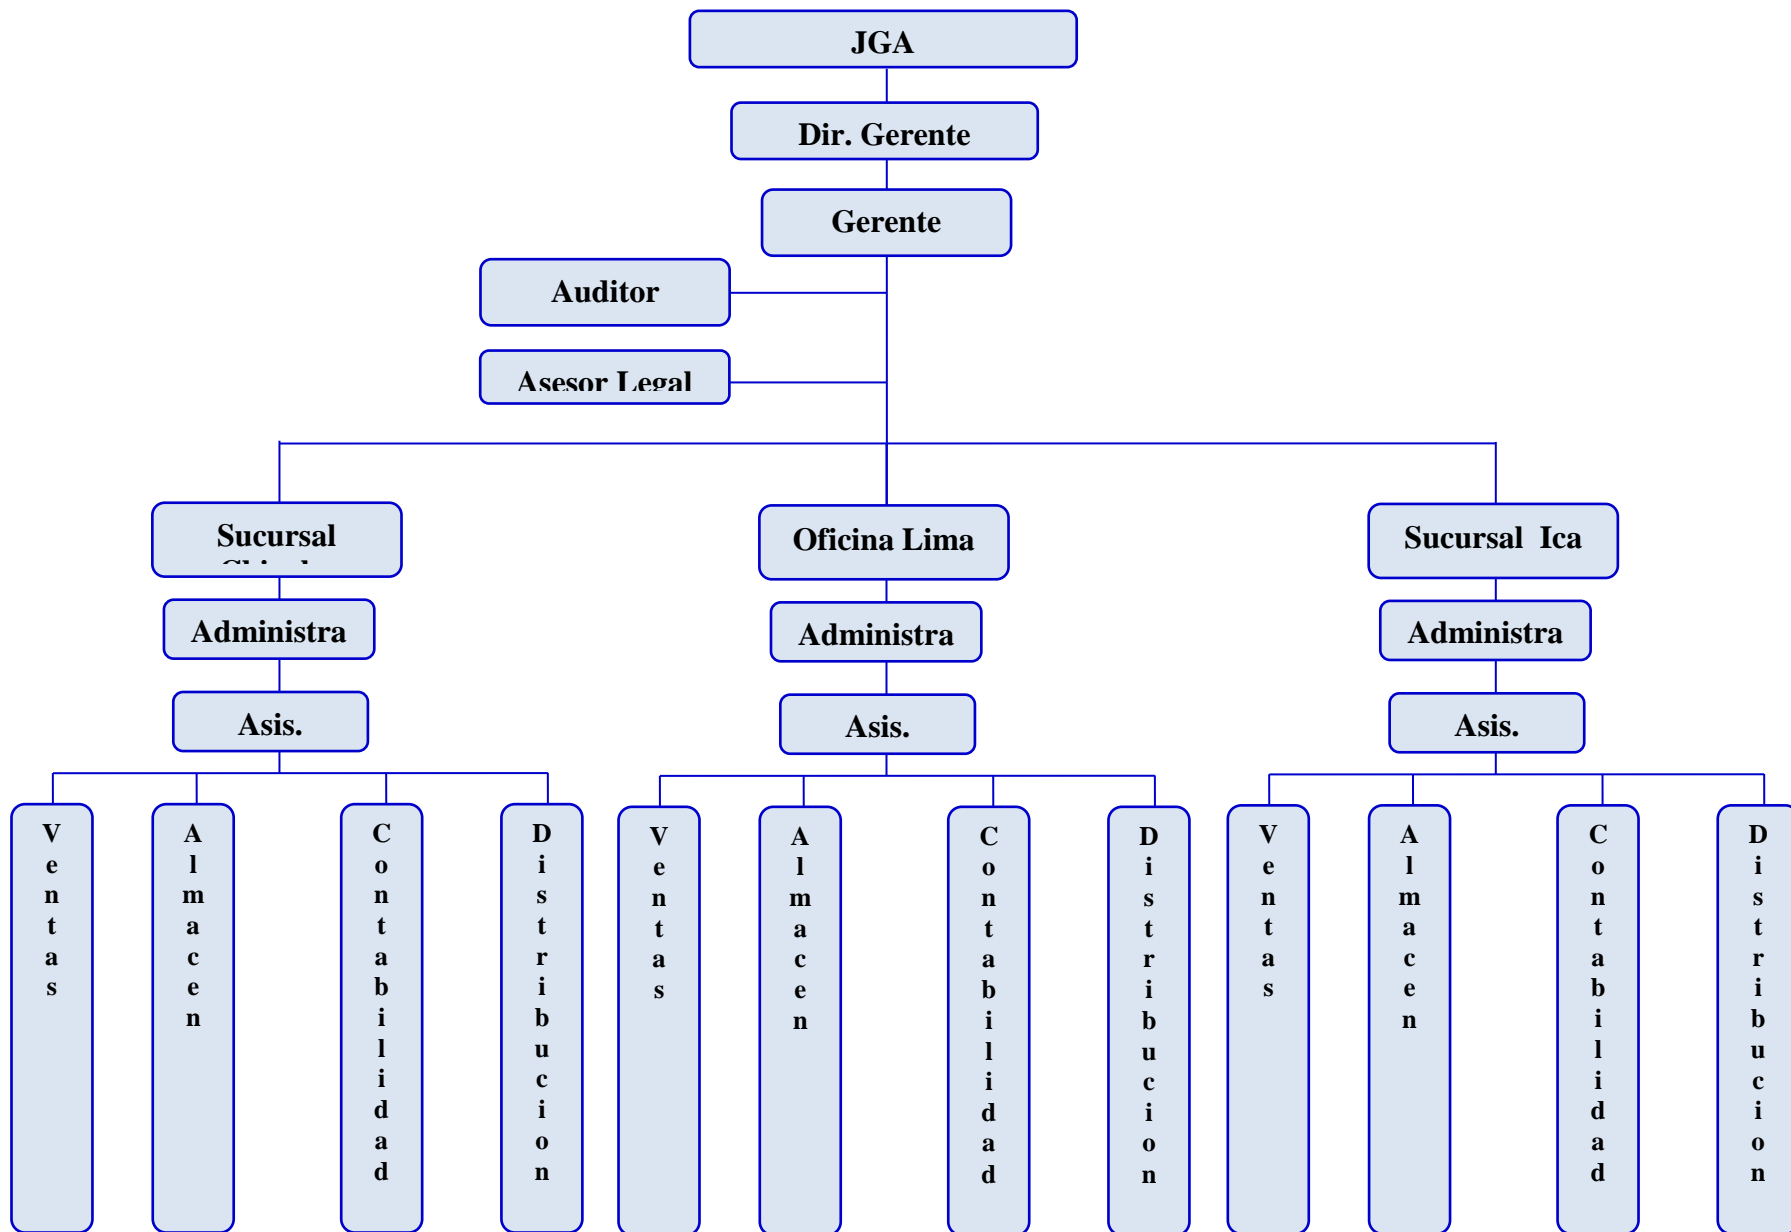 JGA
Dir. Gerente
Gerente
Auditor
Asesor Legal
Sucursal
Oficina Lima
Sucursal Ica
Administra
Administra
Administra
Asis.
Asis.
Asis.
Ventas
Almacen
Contabilidad
Distribucion
Ventas
Almacen
Contabilidad
Distribucion
Ventas
Almacen
Contabilidad
Distribucion